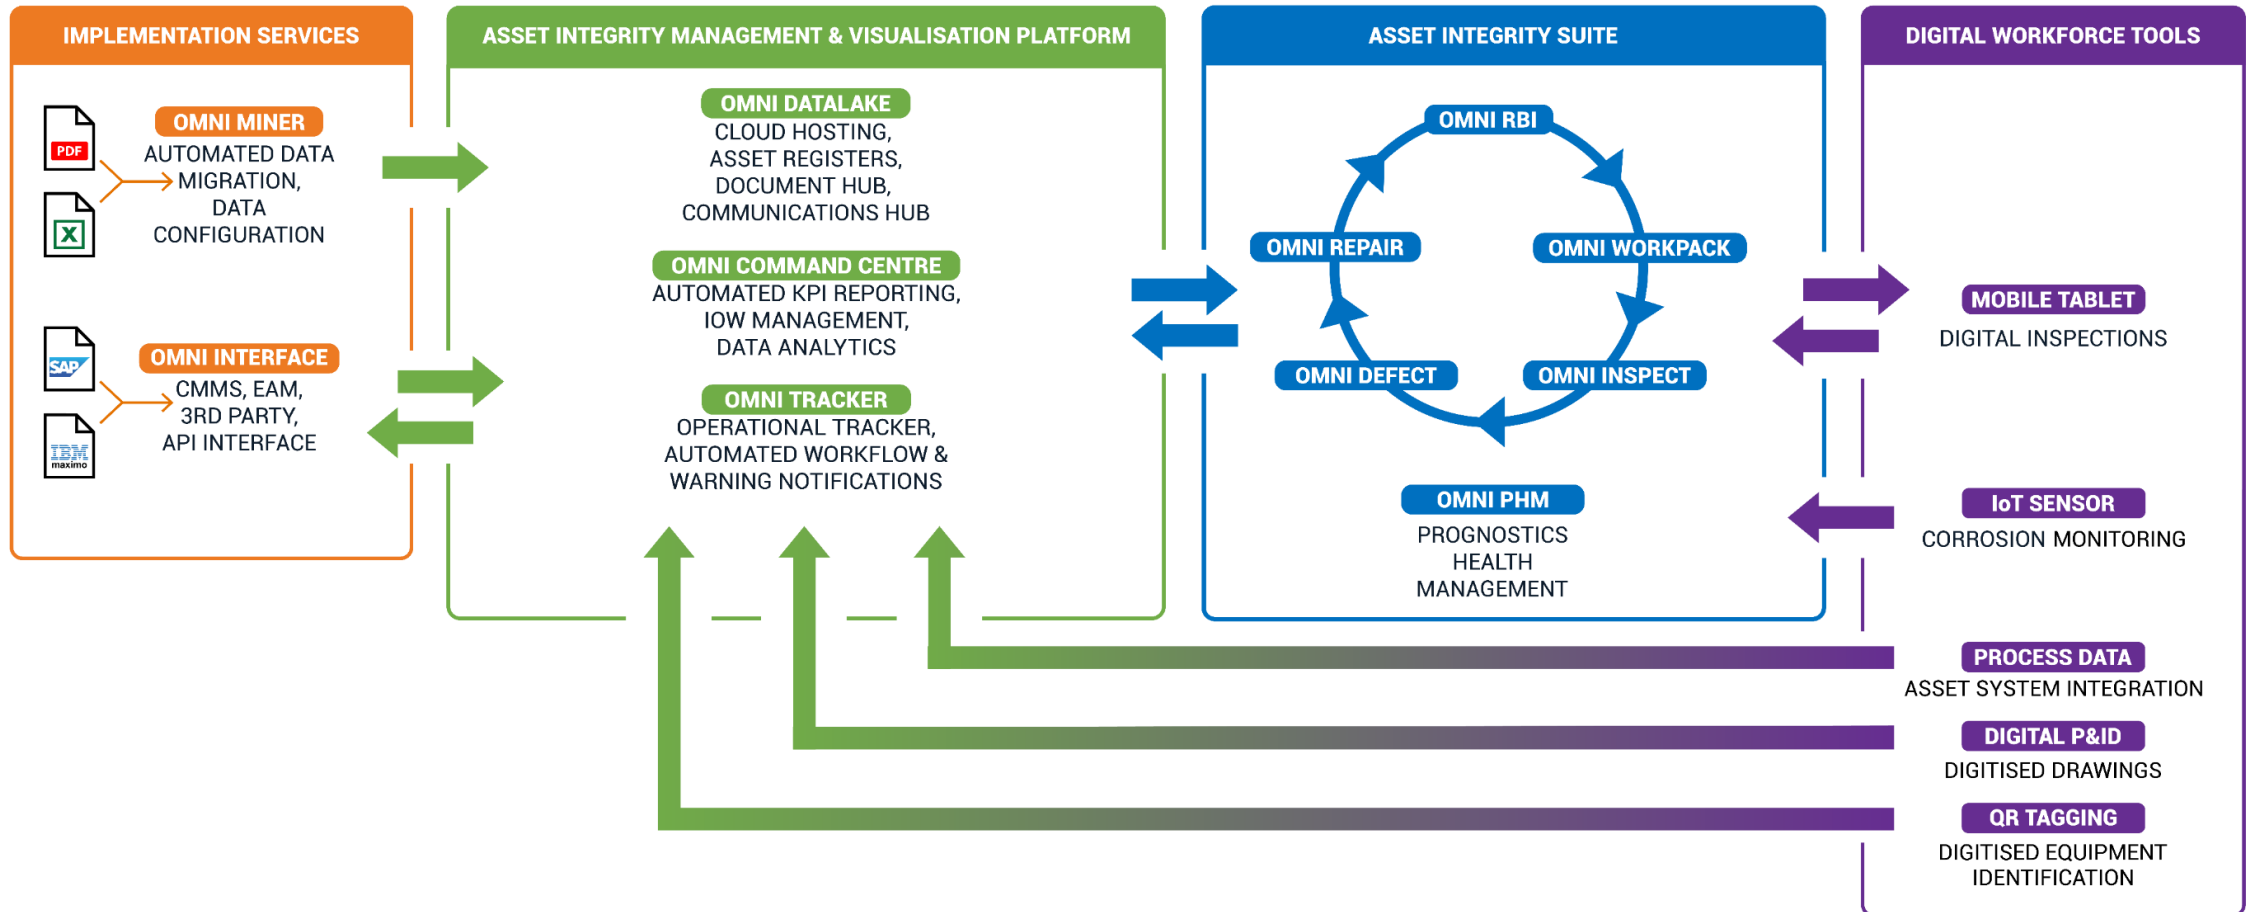 IMPLEMENTATION SERVICES
PDF
X
OMNI MINER
AUTOMATED DATA
MIGRATION,
DATA
CONFIGURATION
SAP
IBM
maximo
OMNI INTERFACE
CMMS, EAM,
3RD PARTY,
API INTERFACE
ASSET INTEGRITY MANAGEMENT & VISUALISATION PLATFORM
OMNI DATALAKE
CLOUD HOSTING,
ASSET REGISTERS,
DOCUMENT HUB,
COMMUNICATIONS HUB
OMNI COMMAND CENTRE
AUTOMATED KPI REPORTING,
IOW MANAGEMENT,
DATA ANALYTICS
OMNI TRACKER
OPERATIONAL TRACKER,
AUTOMATED WORKFLOW &
WARNING NOTIFICATIONS
ASSET INTEGRITY SUITE
OMNI RBI
OMNI REPAIR
OMNI WORKPACK
OMNI DEFECT
OMNI INSPECT
OMNI PHM
PROGNOSTICS
HEALTH
MANAGEMENT
DIGITAL WORKFORCE TOOLS
MOBILE TABLET
DIGITAL INSPECTIONS
IoT SENSOR
CORROSION MONITORING
PROCESS DATA
ASSET SYSTEM INTEGRATION
DIGITAL P&ID
DIGITISED DRAWINGS
QR TAGGING
DIGITISED EQUIPMENT
IDENTIFICATION